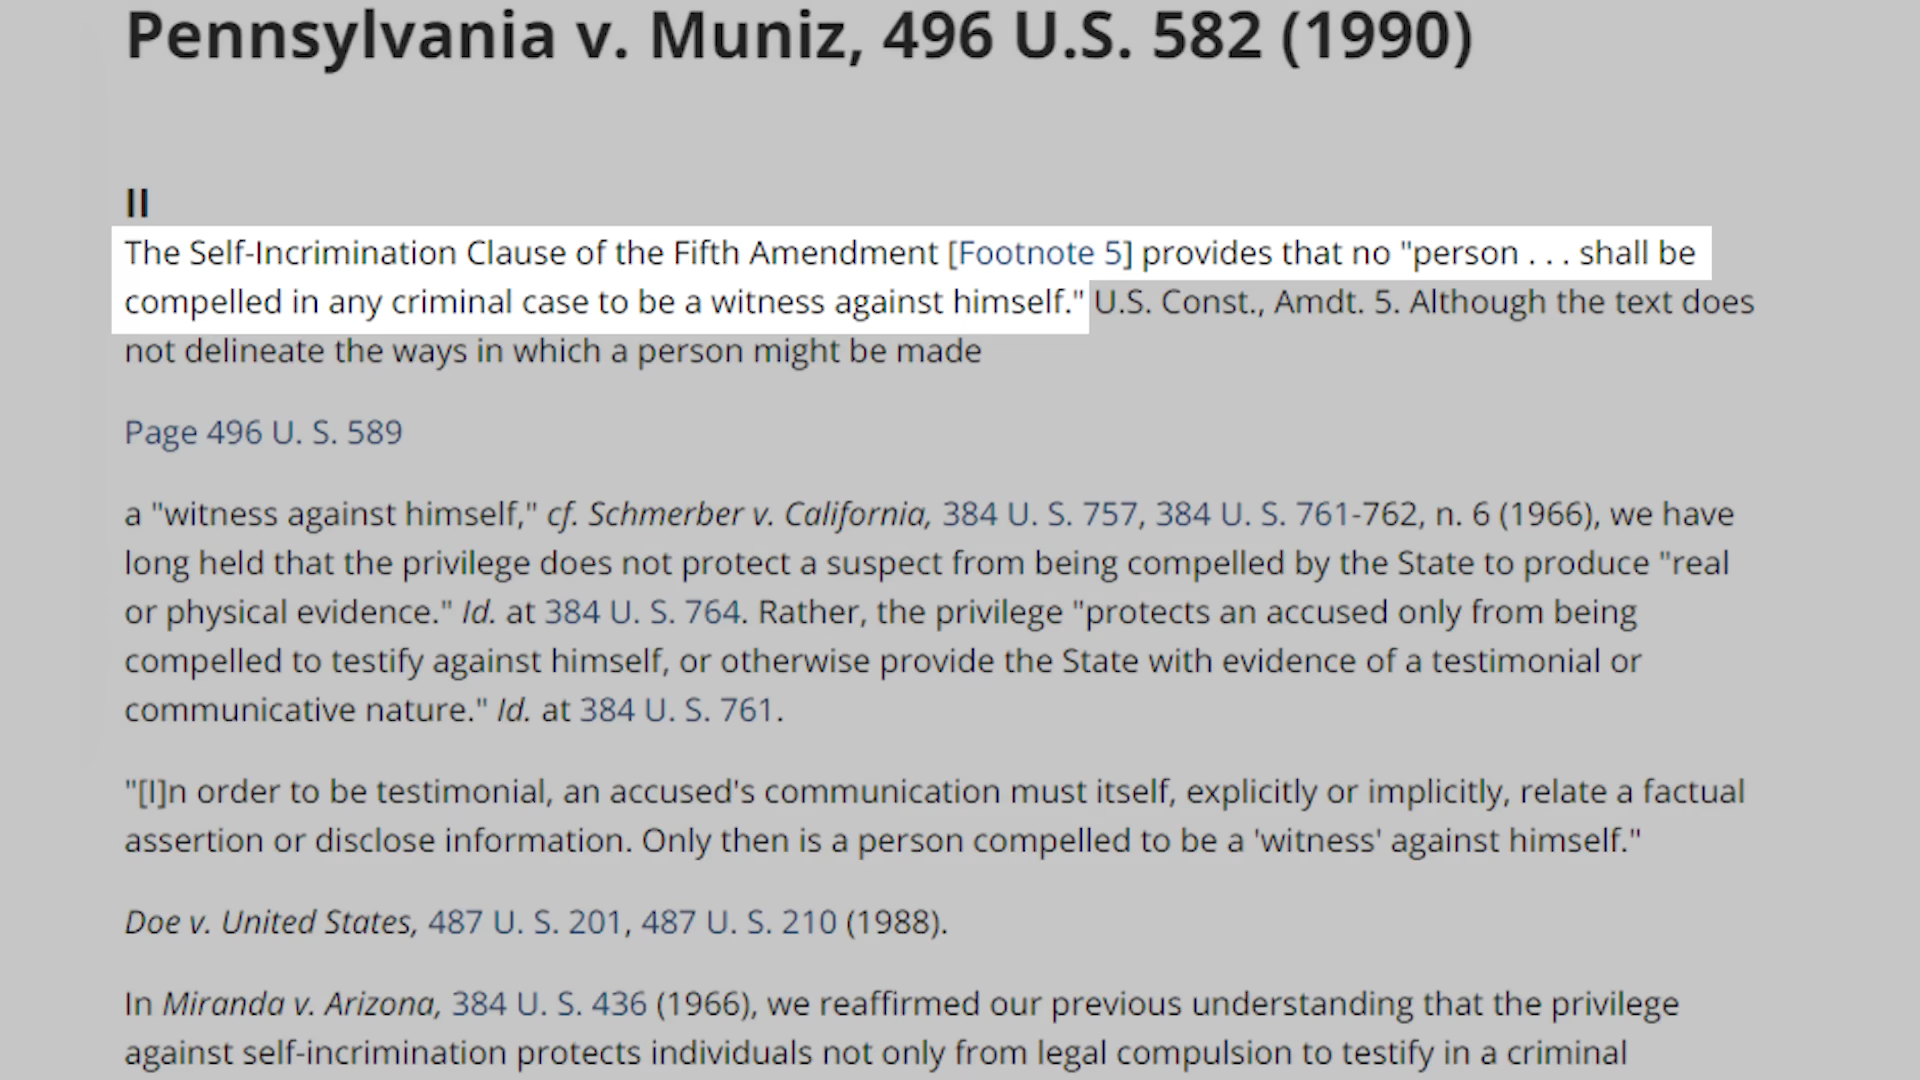 Pennsylvania v. Muniz, 496 U.S. 582 (1990)
II
The Self-Incrimination Clause of the Fifth Amendment [Footnote 5] provides that no "person . . . shall be
compelled in any criminal case to be a witness against himself." U.S. Const., Amdt. 5. Although the text does
not delineate the ways in which a person might be made
Page 496 U. S. 589
a "witness against himself," cf. Schmerber v. California, 384 U. S. 757, 384 U. S. 761-762, n. 6 (1966), we have
long held that the privilege does not protect a suspect from being compelled by the State to produce "real
or physical evidence." Id. at 384 U. S. 764. Rather, the privilege "protects an accused only from being
compelled to testify against himself, or otherwise provide the State with evidence of a testimonial or
communicative nature." Id. at 384 U. S. 761.
"[I]n order to be testimonial, an accused's communication must itself, explicitly or implicitly, relate a factual
assertion or disclose information. Only then is a person compelled to be a 'witness' against himself."
Doe v. United States, 487 U. S. 201, 487 U. S. 210 (1988).
In Miranda v. Arizona, 384 U. S. 436 (1966), we reaffirmed our previous understanding that the privilege
against self-incrimination protects individuals not only from legal compulsion to testify in a criminal